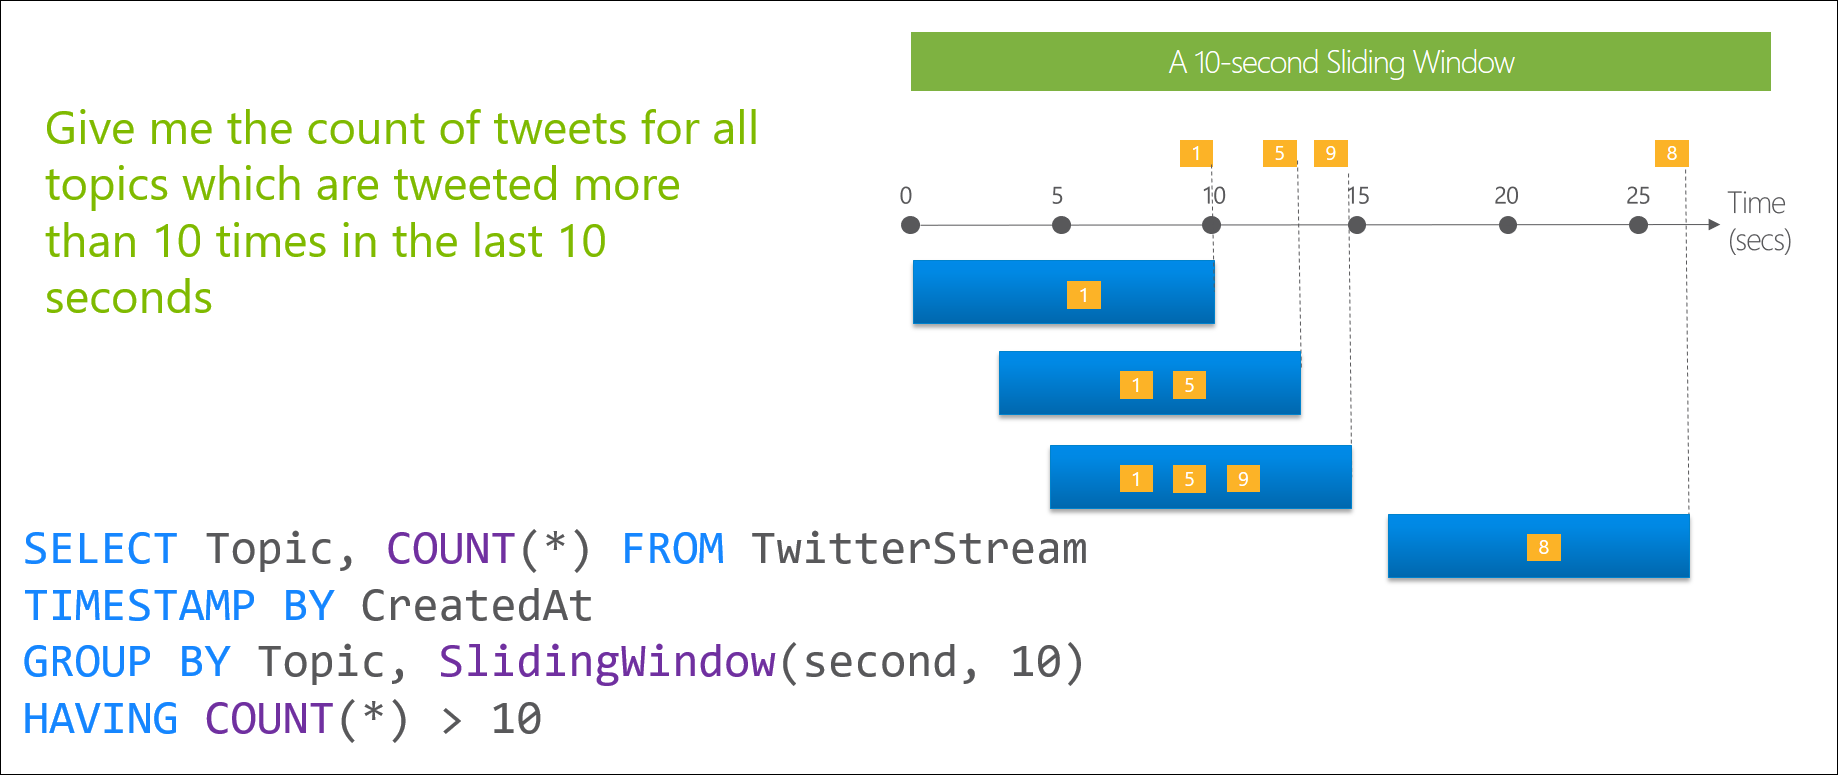 A 10-second Sliding Window
Give me the count of tweets for all
topics which are tweeted more
than 10 times in the last 10
seconds
1 5 9 8
0 5 10 15 20 25
Time
(secs)
1
1 5
1 5 9
8
SELECT Topic, COUNT(*) FROM TwitterStream
TIMESTAMP BY CreatedAt
GROUP BY Topic, SlidingWindow(second, 10)
HAVING COUNT(*) > 10